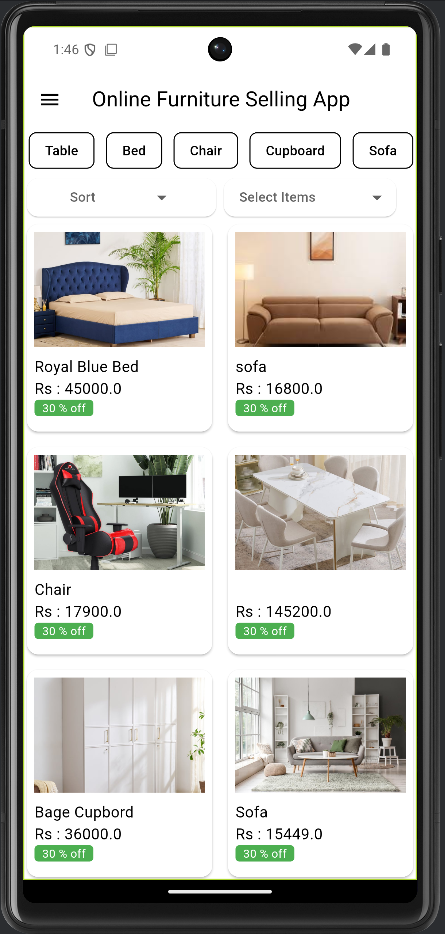 1:46
Online Furniture Selling App
Table Bed Chair Cupboard Sofa
Sort Select Items
Royal Blue Bed
Rs : 45000.0
30 % off
sofa
Rs : 16800.0
30 % off
Chair
Rs : 17900.0
30 % off
Rs : 145200.0
30 % off
Bage Cupbord
Rs : 36000.0
30 % off
Sofa
Rs : 15449.0
30 % off